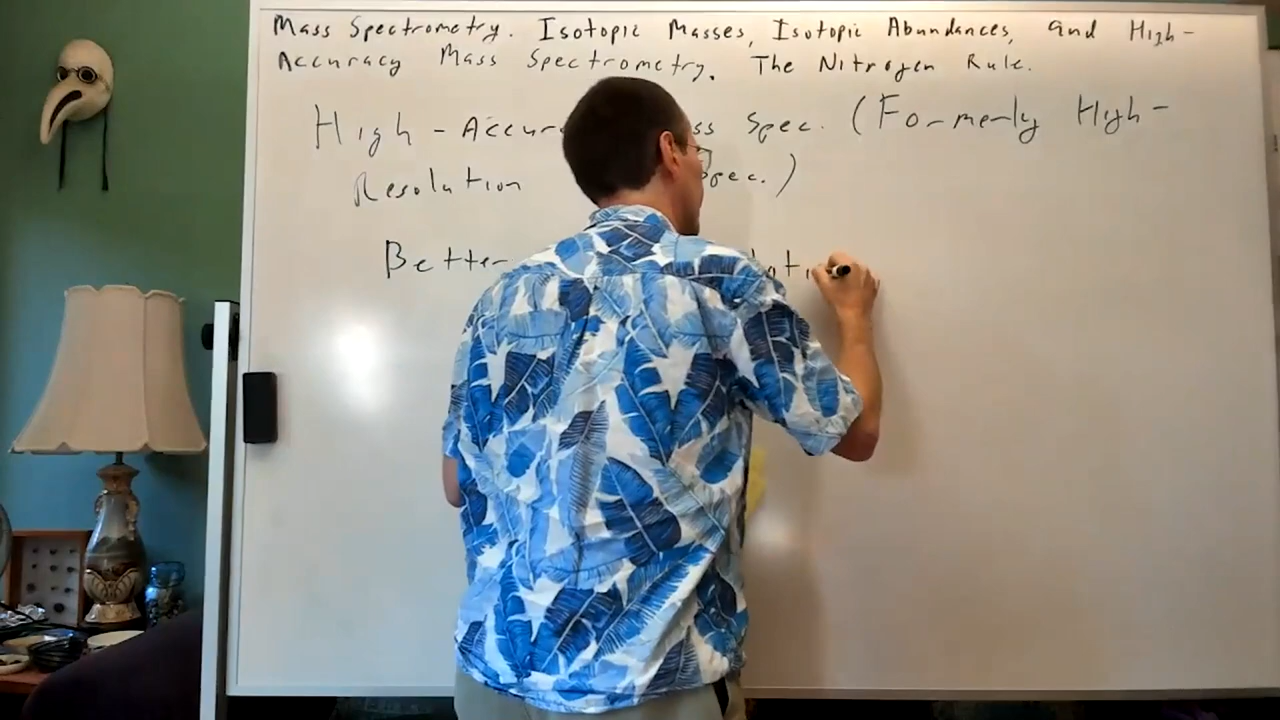 Mass Spectrometry. Isotopic Masses, Isotopic Abundances, and High-
Accuracy Mass Spectrometry. The Nitrogen Rule.
High-Accur ss Spec. (Formerly High-
Resolution pec.)
Better